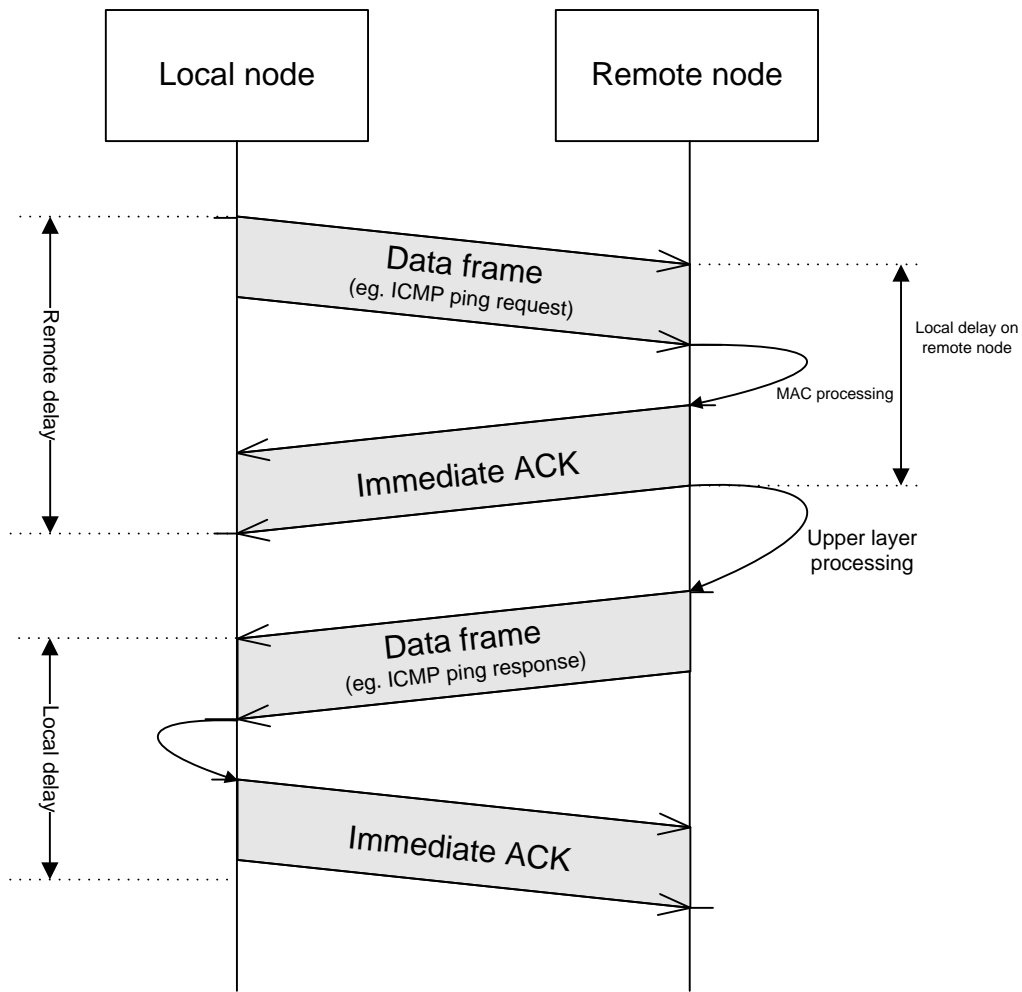 Local node
Remote node
Data frame
(eg. ICMP ping request)
Remote delay
Local delay on
remote node
MAC processing
Immediate ACK
Upper layer
processing
Data frame
(eg. ICMP ping response)
Local delay
Immediate ACK